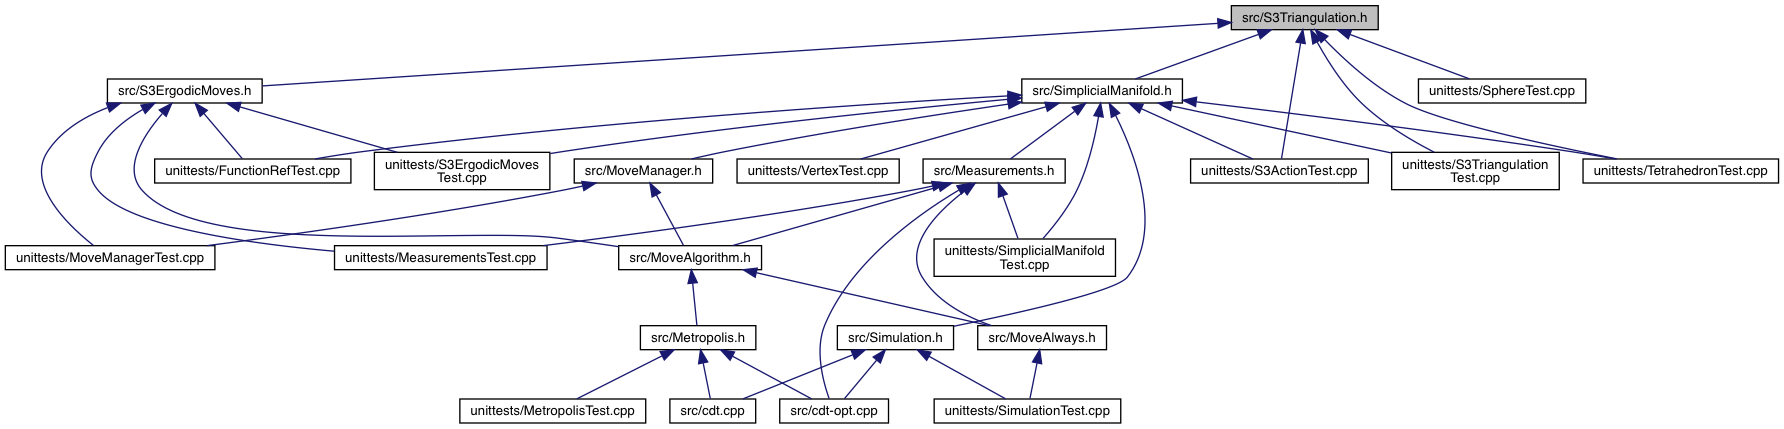 src/S3Triangulation.h
src/S3ErgodicMoves.h
src/SimplicialManifold.h
unittests/SphereTest.cpp
unittests/FunctionRefTest.cpp
unittests/S3ErgodicMoves
Test.cpp
src/MoveManager.h
unittests/VertexTest.cpp
src/Measurements.h
unittests/S3ActionTest.cpp
unittests/S3Triangulation
Test.cpp
unittests/TetrahedronTest.cpp
unittests/MoveManagerTest.cpp
unittests/MeasurementsTest.cpp
src/MoveAlgorithm.h
unittests/SimplicialManifold
Test.cpp
src/Metropolis.h
src/Simulation.h
src/MoveAlways.h
unittests/MetropolisTest.cpp
src/cdt.cpp
src/cdt-opt.cpp
unittests/SimulationTest.cpp